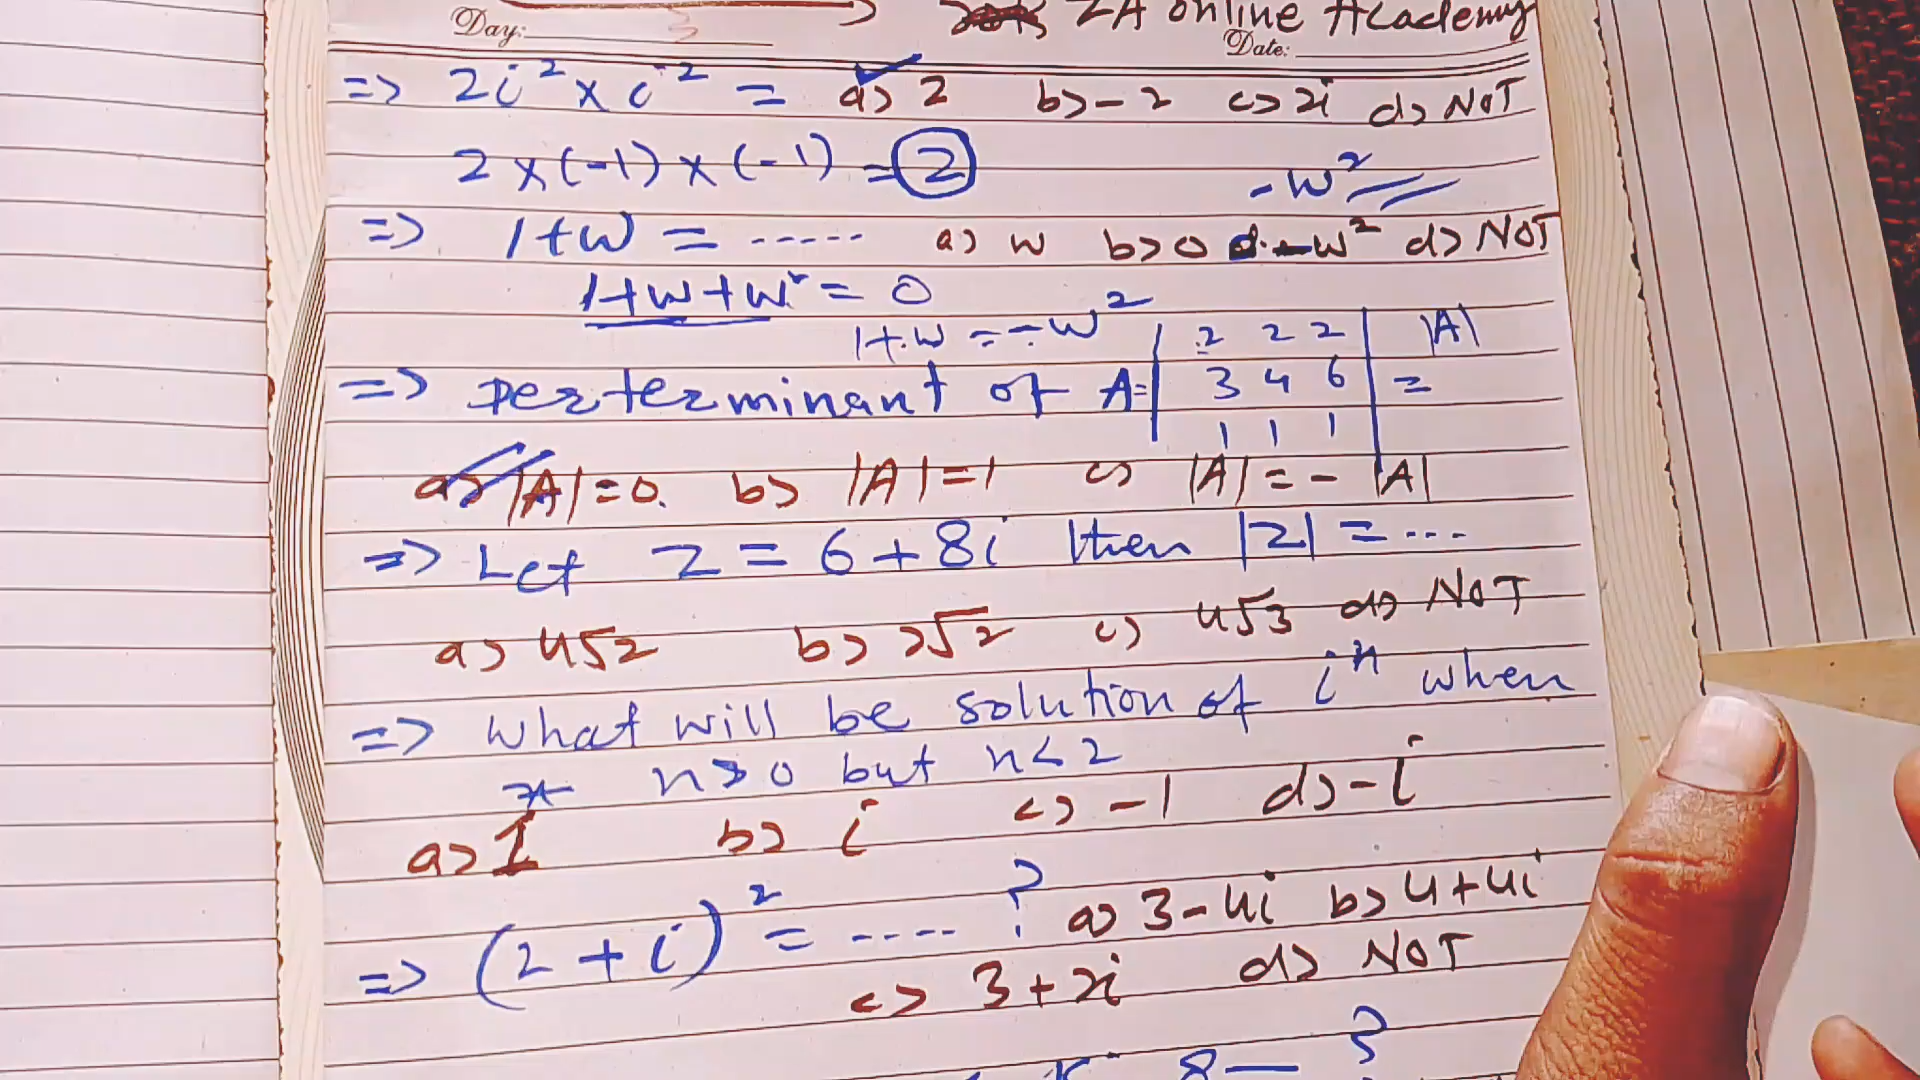 ZA online Academy
Day:
Date:
=> 2i² × i² = a> 2 b> -2 c> 2i d> NOT
2 × (-1) × (-1) = 2
-w²
=> 1+w = ..... a> w b> 0 -w² d> NOT
1+w+w² = 0
1+w = -w²
2 2 2 |A|
=> Perterminant of A= 3 4 6 =
1 1 1
a> |A|=0. b> |A|=1 c> |A| = - |A|
=> Let Z = 6 + 8i then |Z| = ...
a> 4√2 b> 2√2 c> 4√3 d> NOT
=> what will be solution of iⁿ when
n>0 but n<2
a> 1 b> i c> -1 d> -i
=> (2 + i)² = .... ? a> 3-4i b> 4+4i
c> 3+2i d> NOT
8 — ?